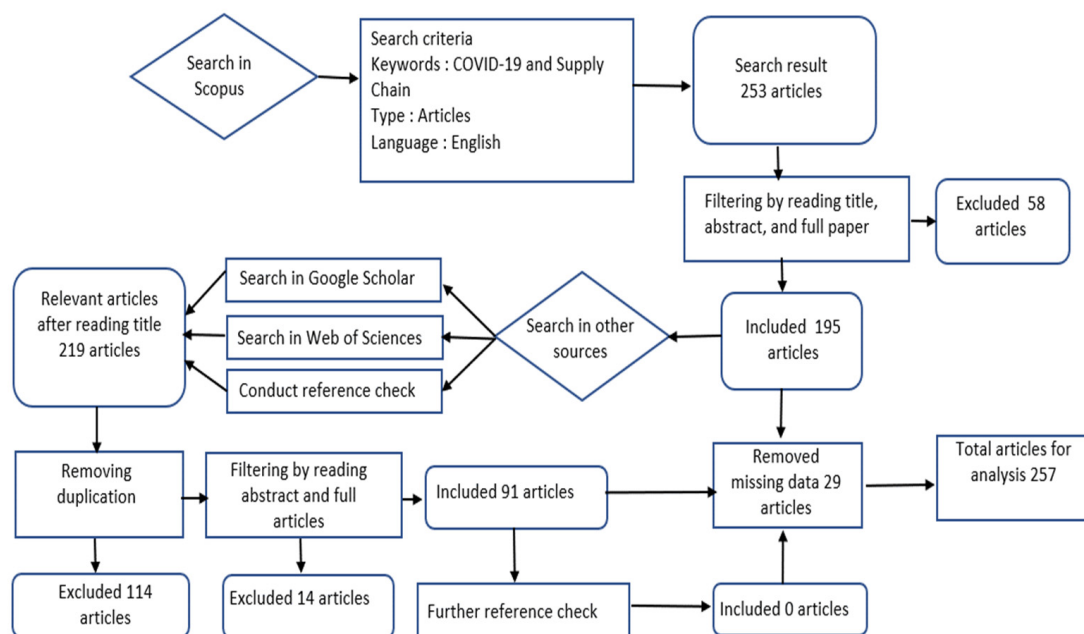 Search in
Scopus
Search criteria
Keywords : COVID-19 and Supply
Chain
Type : Articles
Language : English
Search result
253 articles
Filtering by reading title,
abstract, and full paper
Excluded 58
articles
Included 195
articles
Search in other
sources
Search in Google Scholar
Search in Web of Sciences
Conduct reference check
Relevant articles
after reading title
219 articles
Removing
duplication
Excluded 114
articles
Filtering by reading
abstract and full
articles
Excluded 14 articles
Included 91 articles
Further reference check
Included 0 articles
Removed
missing data 29
articles
Total articles for
analysis 257